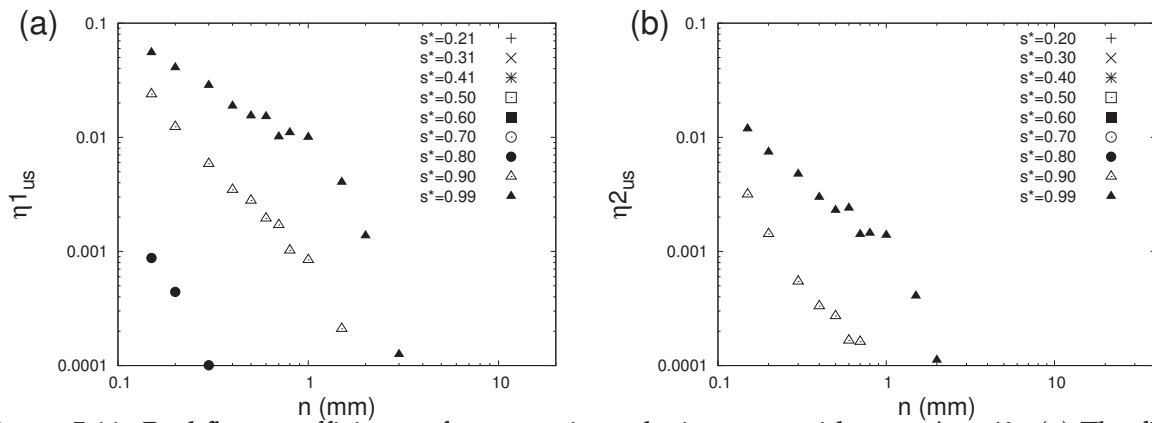 (a)
0.1
0.01
0.001
0.0001
η1us
0.1
1
10
n (mm)
s*=0.21
s*=0.31
s*=0.41
s*=0.50
s*=0.60
s*=0.70
s*=0.80
s*=0.90
s*=0.99
(b)
0.1
0.01
0.001
0.0001
η2us
0.1
1
10
n (mm)
s*=0.20
s*=0.30
s*=0.40
s*=0.50
s*=0.60
s*=0.70
s*=0.80
s*=0.90
s*=0.99